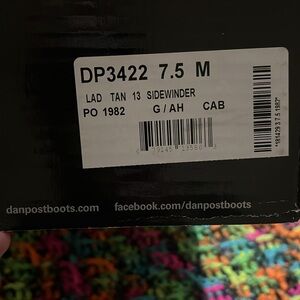 DP3422 7.5 M
LAD TAN 13 SIDEWINDER
PO 1982 G/AH CAB
danpostboots.com facebook.com/danpostboots